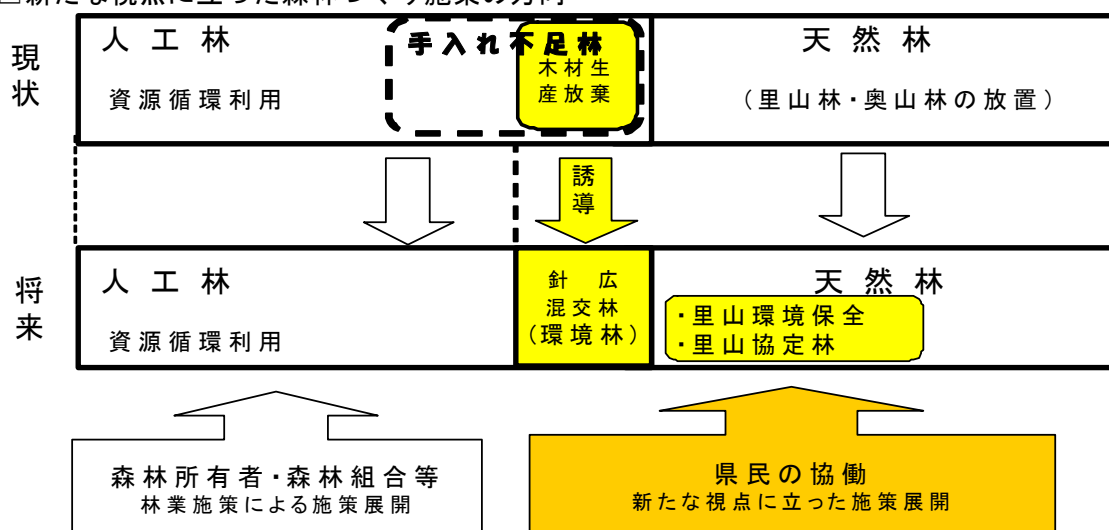 □新たな視点に立った森林づくり施策の方向
現状
人工林
資源循環利用
手入れ不足林
木材生
産放棄
天然林
(里山林・奥山林の放置)
誘導
将来
人工林
資源循環利用
針広
混交林
(環境林)
天然林
・里山環境保全
・里山協定林
森林所有者・森林組合等
林業施策による施策展開
県民の協働
新たな視点に立った施策展開